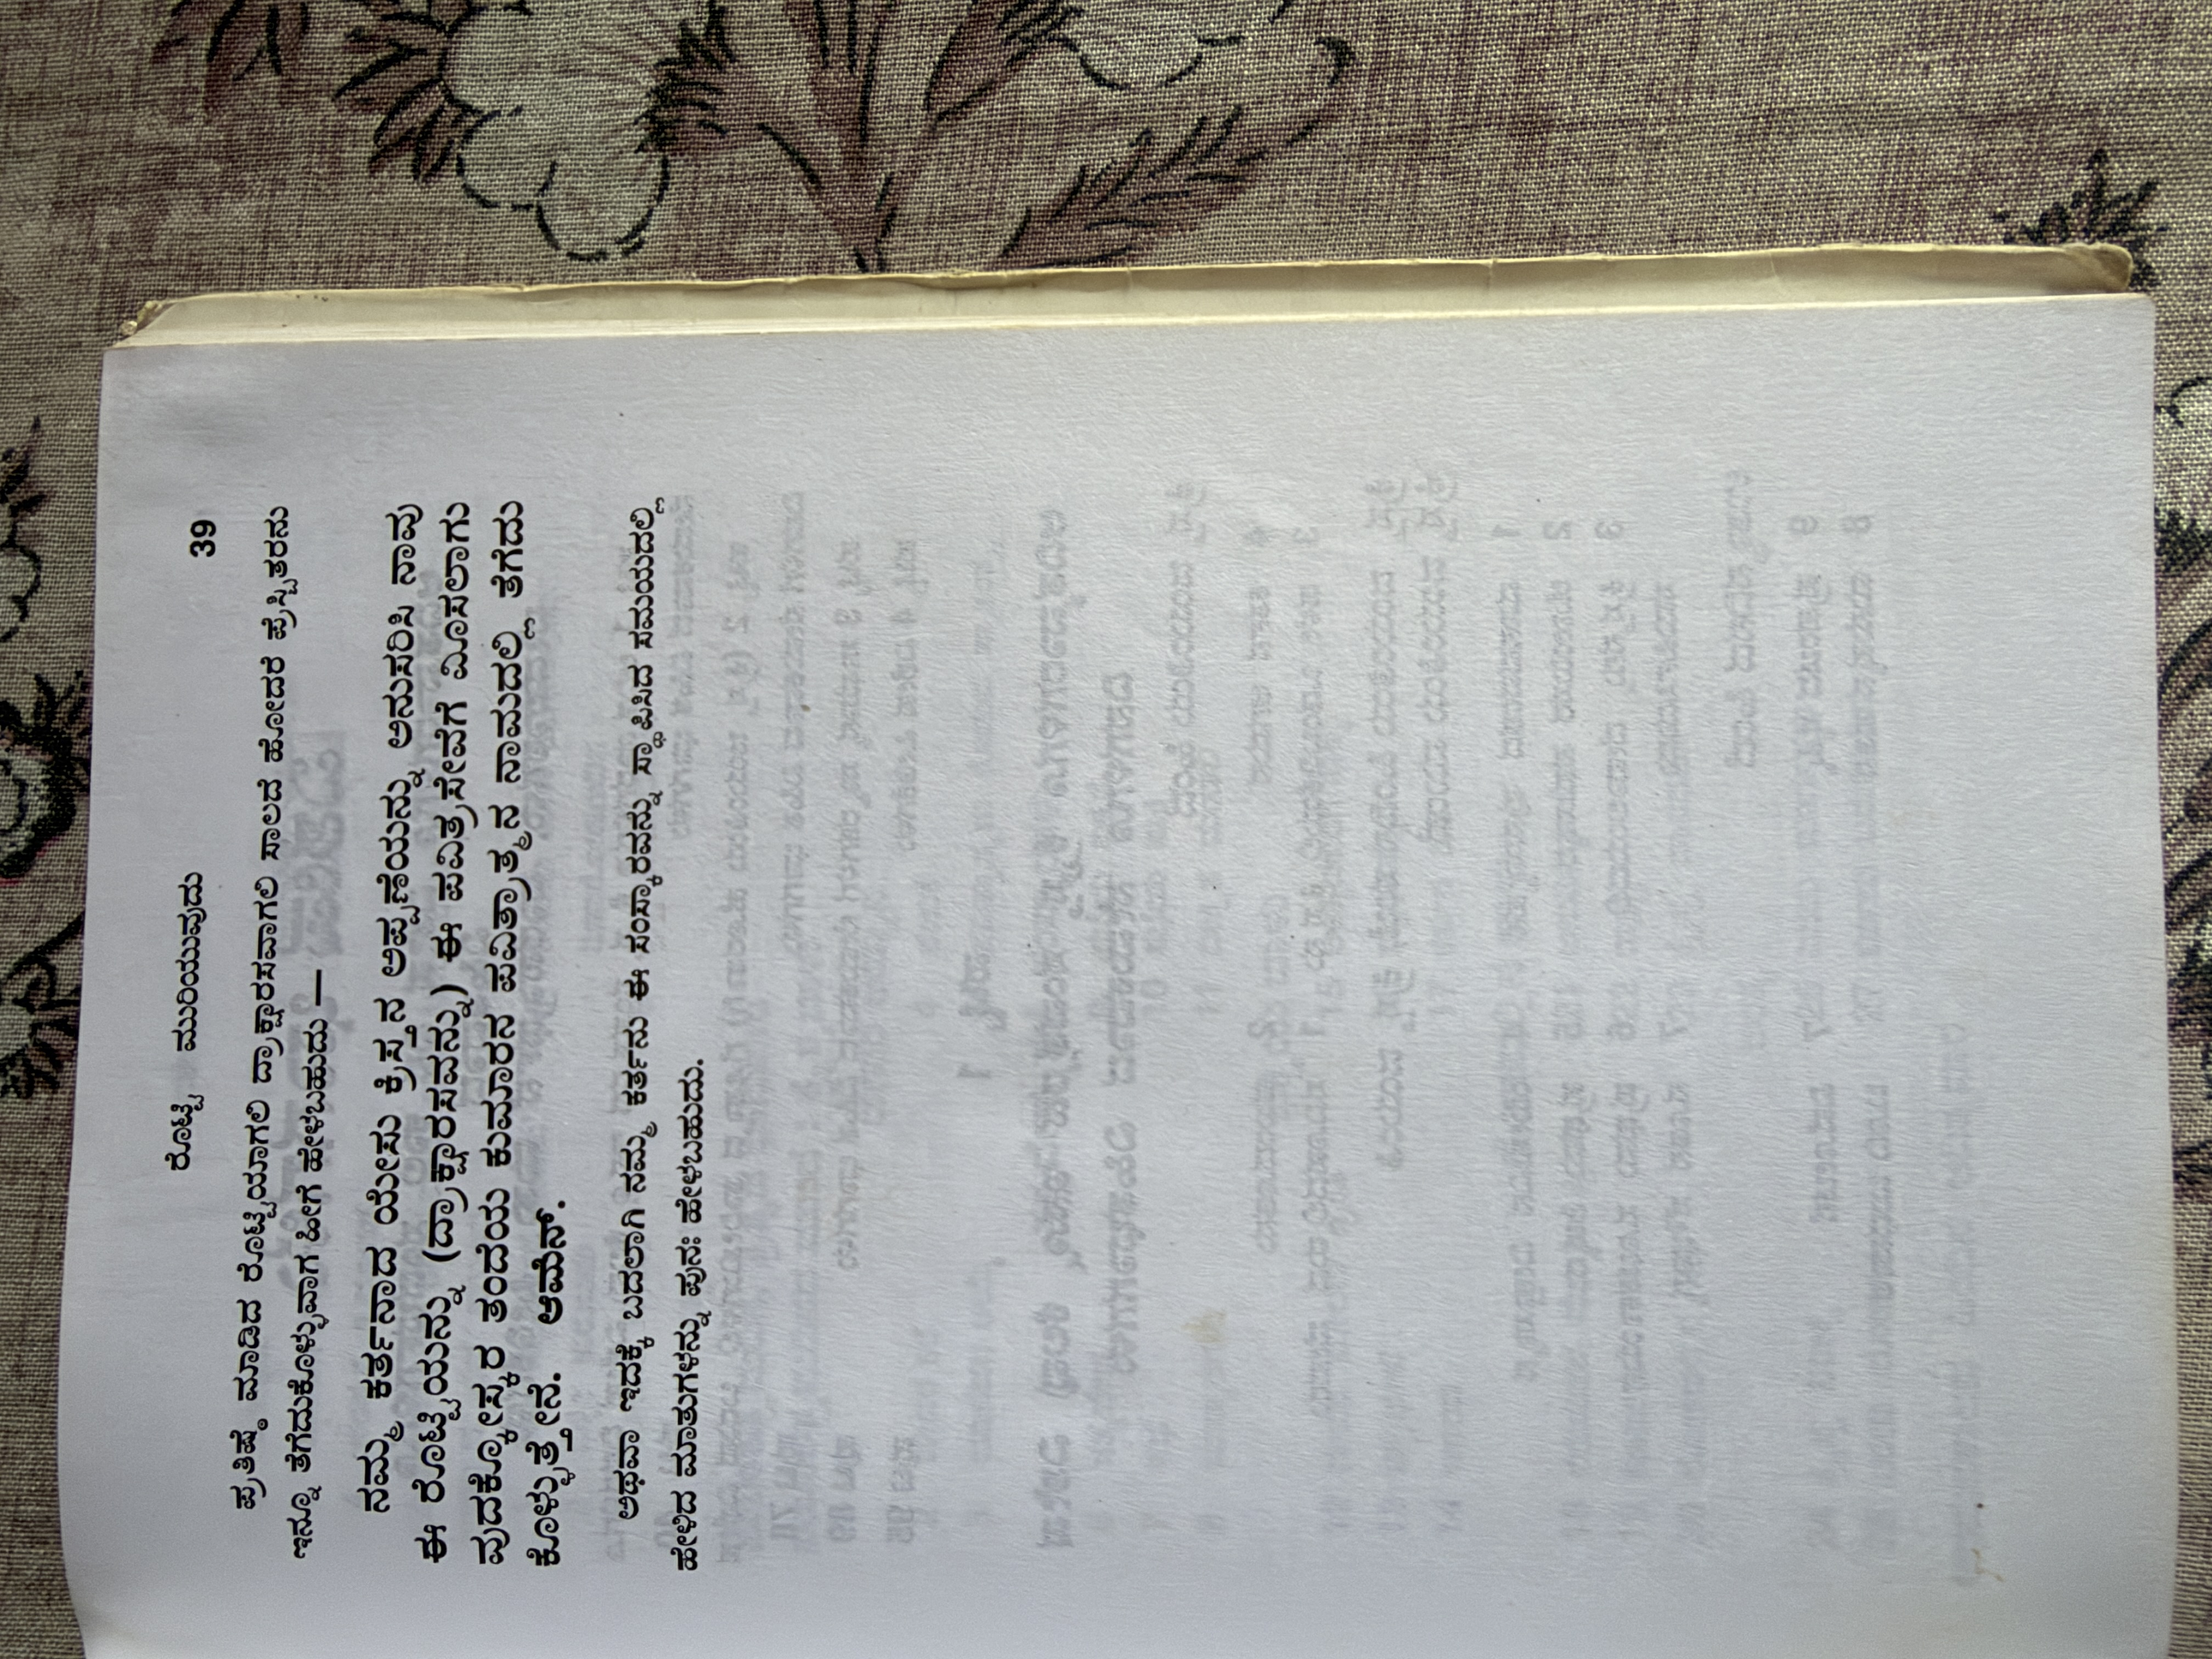 ರೊಟ್ಟಿ ಮುರಿಯುವುದು 39
ಪ್ರತಿಷ್ಠೆ ಮಾಡಿದ ರೊಟ್ಟಿಯಾಗಲಿ ದ್ರಾಕ್ಷಾರಸವಾಗಲಿ ಸಾಲದೆ ಹೋದರೆ ಪ್ರೆಸ್ಬಿತರನು
ಇನ್ನೂ ತೆಗೆದುಕೊಳ್ಳುವಾಗ ಹೀಗೆ ಹೇಳಬಹುದು —
ನಮ್ಮ ಕರ್ತನಾದ ಯೇಸು ಕ್ರಿಸ್ತನ ಅಪ್ಪಣೆಯನ್ನು ಅನುಸರಿಸಿ ನಾವು
ಈ ರೊಟ್ಟಿಯನ್ನು (ದ್ರಾಕ್ಷಾರಸವನ್ನು) ಈ ಪವಿತ್ರಸೇವೆಗೆ ಮೀಸಲಾಗು
ವುದಕ್ಕೋಸ್ಕರ ತಂದೆಯ ಕುಮಾರನ ಪವಿತ್ರಾತ್ಮನ ನಾಮದಲ್ಲಿ ತೆಗೆದು
ಕೊಳ್ಳುತ್ತೇನೆ. ಆಮೆನ್.
ಅಥವಾ ಇದಕ್ಕೆ ಬದಲಾಗಿ ನಮ್ಮ ಕರ್ತನು ಈ ಸಂಸ್ಕಾರವನ್ನು ಸ್ಥಾಪಿಸಿದ ಸಮಯದಲ್ಲಿ
ಹೇಳಿದ ಮಾತುಗಳನ್ನು ಪುನಃ ಹೇಳಬಹುದು.